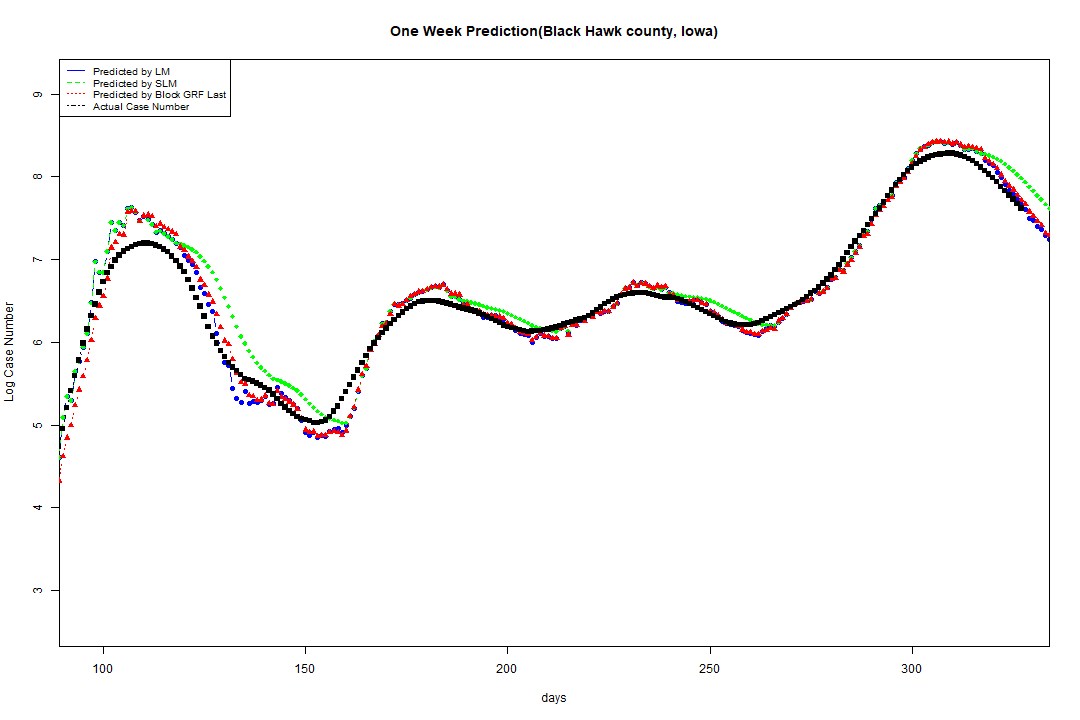 One Week Prediction(Black Hawk county, Iowa)
Predicted by LM
Predicted by SLM
Predicted by Block GRF Last
Actual Case Number
Log Case Number
9
8
7
6
5
4
3
100 150 200 250 300
days